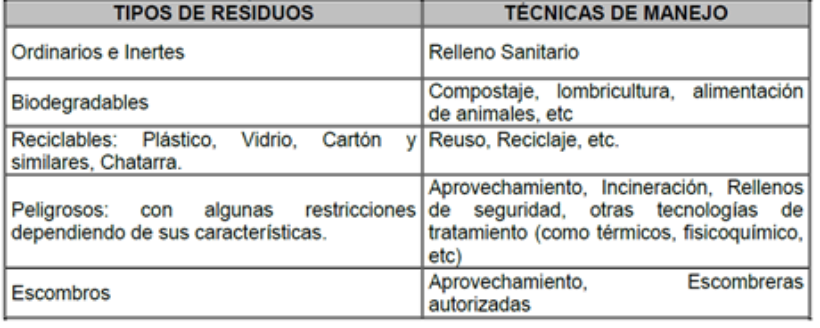 TIPOS DE RESIDUOS
TÉCNICAS DE MANEJO
Ordinarios e Inertes
Relleno Sanitario
Biodegradables
Compostaje, lombricultura, alimentación
de animales, etc
Reciclables: Plástico, Vidrio, Cartón y
similares, Chatarra.
Reuso, Reciclaje, etc.
Peligrosos: con algunas restricciones
dependiendo de sus características.
Aprovechamiento, Incineración, Rellenos
de seguridad, otras tecnologías de
tratamiento (como térmicos, fisicoquímico,
etc)
Escombros
Aprovechamiento, Escombreras
autorizadas